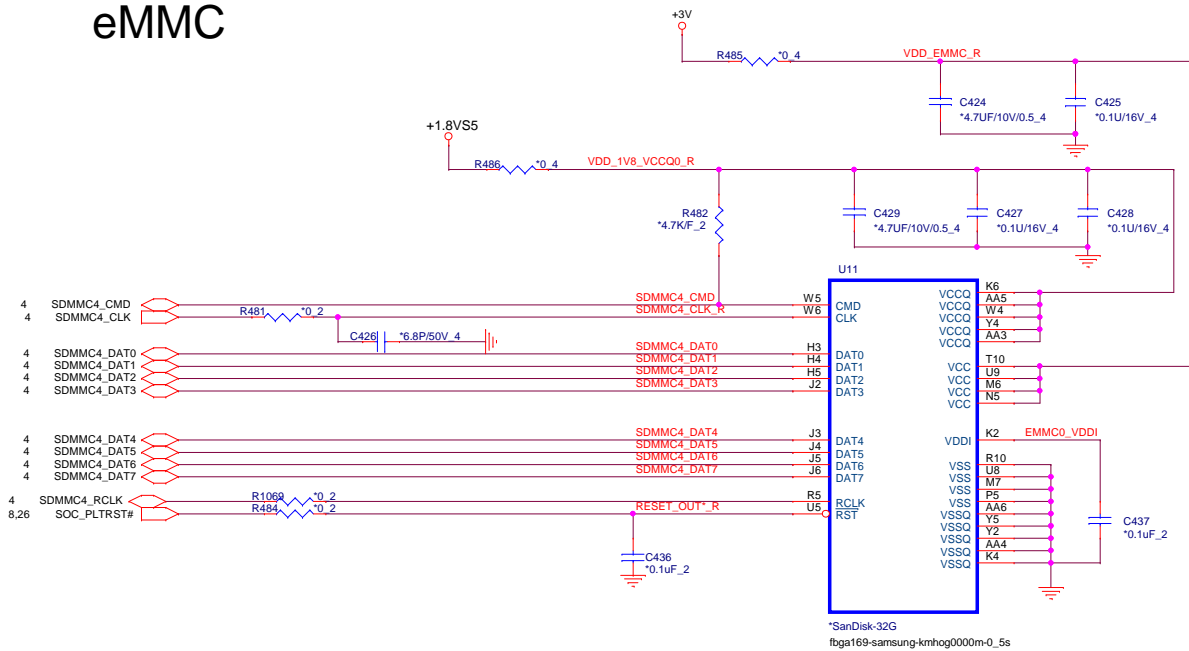 eMMC
+3V
R485 *0_4 VDD_EMMC_R
C424
*4.7UF/10V/0.5_4
C425
*0.1U/16V_4
+1.8VS5
R486 *0_4 VDD_1V8_VCCQ0_R
R482
*4.7K/F_2
C429
*4.7UF/10V/0.5_4
C427
*0.1U/16V_4
C428
*0.1U/16V_4
U11
4 SDMMC4_CMD SDMMC4_CMD W5 CMD
4 SDMMC4_CLK R481 *0_2 SDMMC4_CLK_R W6 CLK
C426 *6.8P/50V_4
4 SDMMC4_DAT0 SDMMC4_DAT0 H3 DAT0
4 SDMMC4_DAT1 SDMMC4_DAT1 H4 DAT1
4 SDMMC4_DAT2 SDMMC4_DAT2 H5 DAT2
4 SDMMC4_DAT3 SDMMC4_DAT3 J2 DAT3
4 SDMMC4_DAT4 SDMMC4_DAT4 J3 DAT4
4 SDMMC4_DAT5 SDMMC4_DAT5 J4 DAT5
4 SDMMC4_DAT6 SDMMC4_DAT6 J5 DAT6
4 SDMMC4_DAT7 SDMMC4_DAT7 J6 DAT7
4 SDMMC4_RCLK R1069 *0_2 R5 RCLK
8,26 SOC_PLTRST# R484 *0_2 RESET_OUT*_R U5 RST
C436
*0.1uF_2
VCCQ K6
VCCQ AA5
VCCQ W4
VCCQ Y4
VCCQ AA3
VCC T10
VCC U9
VCC M6
VCC N5
VDDI K2 EMMC0_VDDI
VSS R10
VSS U8
VSS M7
VSS P5
VSSQ AA6
VSSQ Y5
VSSQ Y2
VSSQ AA4
VSSQ K4
C437
*0.1uF_2
*SanDisk-32G
fbga169-samsung-kmhog0000m-0_5s